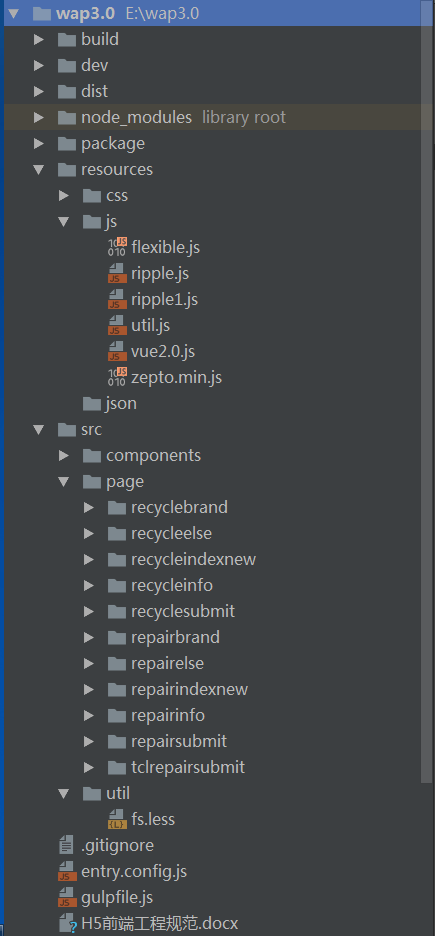 wap3.0 E:\wap3.0
build
dev
dist
node_modules library root
package
resources
css
js
flexible.js
ripple.js
ripple1.js
util.js
vue2.0.js
zepto.min.js
json
src
components
page
recyclebrand
recycleelse
recycleindexnew
recycleinfo
recyclesubmit
repairbrand
repairelse
repairindexnew
repairinfo
repairsubmit
tclrepairsubmit
util
fs.less
.gitignore
entry.config.js
gulpfile.js
H5前端工程规范.docx